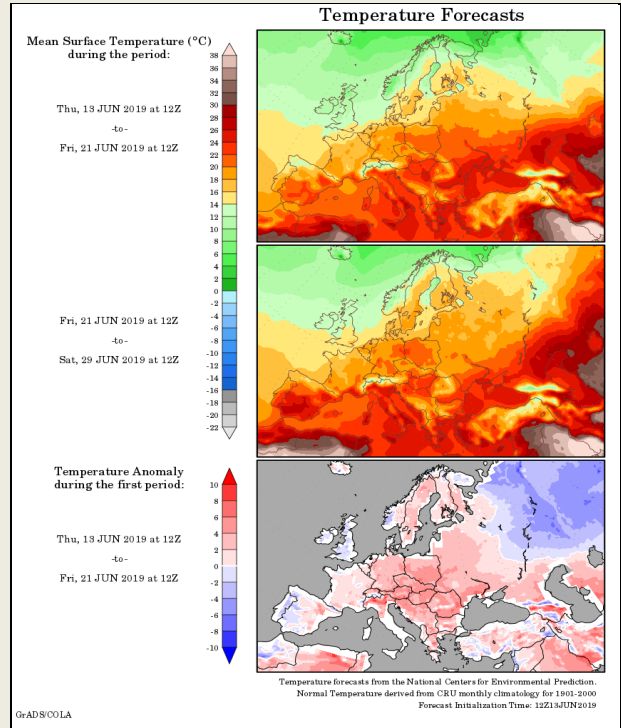 Temperature Forecasts
Mean Surface Temperature (°C)
during the period:
38
36
34
32
30
28
26
24
22
20
18
16
14
12
10
8
6
4
2
0
-2
-4
-6
-8
-10
-12
-14
-16
-18
-20
-22
Thu, 13 JUN 2019 at 12Z
-to-
Fri, 21 JUN 2019 at 12Z
Fri, 21 JUN 2019 at 12Z
-to-
Sat, 29 JUN 2019 at 12Z
Temperature Anomaly
during the first period:
10
8
6
4
2
0
-2
-4
-6
-8
-10
Thu, 13 JUN 2019 at 12Z
-to-
Fri, 21 JUN 2019 at 12Z
Temperature forecasts from the National Centers for Environmental Prediction.
Normal Temperature derived from CRU monthly climatology for 1901-2000
Forecast Initialization Time: 12Z13JUN2019
GrADS/COLA